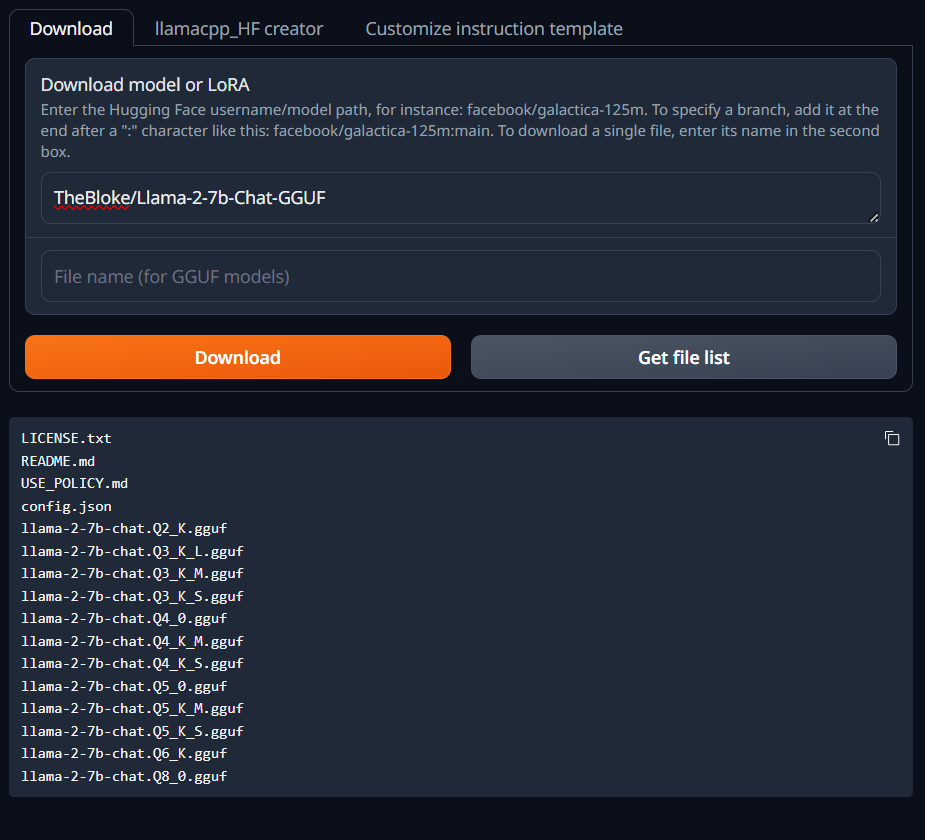 Download
llamacpp_HF creator
Customize instruction template
Download model or LoRA
Enter the Hugging Face username/model path, for instance: facebook/galactica-125m. To specify a branch, add it at the
end after a ":" character like this: facebook/galactica-125m:main. To download a single file, enter its name in the second
box.
TheBloke/Llama-2-7b-Chat-GGUF
File name (for GGUF models)
Download
Get file list
LICENSE.txt
README.md
USE_POLICY.md
config.json
llama-2-7b-chat.Q2_K.gguf
llama-2-7b-chat.Q3_K_L.gguf
llama-2-7b-chat.Q3_K_M.gguf
llama-2-7b-chat.Q3_K_S.gguf
llama-2-7b-chat.Q4_0.gguf
llama-2-7b-chat.Q4_K_M.gguf
llama-2-7b-chat.Q4_K_S.gguf
llama-2-7b-chat.Q5_0.gguf
llama-2-7b-chat.Q5_K_M.gguf
llama-2-7b-chat.Q5_K_S.gguf
llama-2-7b-chat.Q6_K.gguf
llama-2-7b-chat.Q8_0.gguf